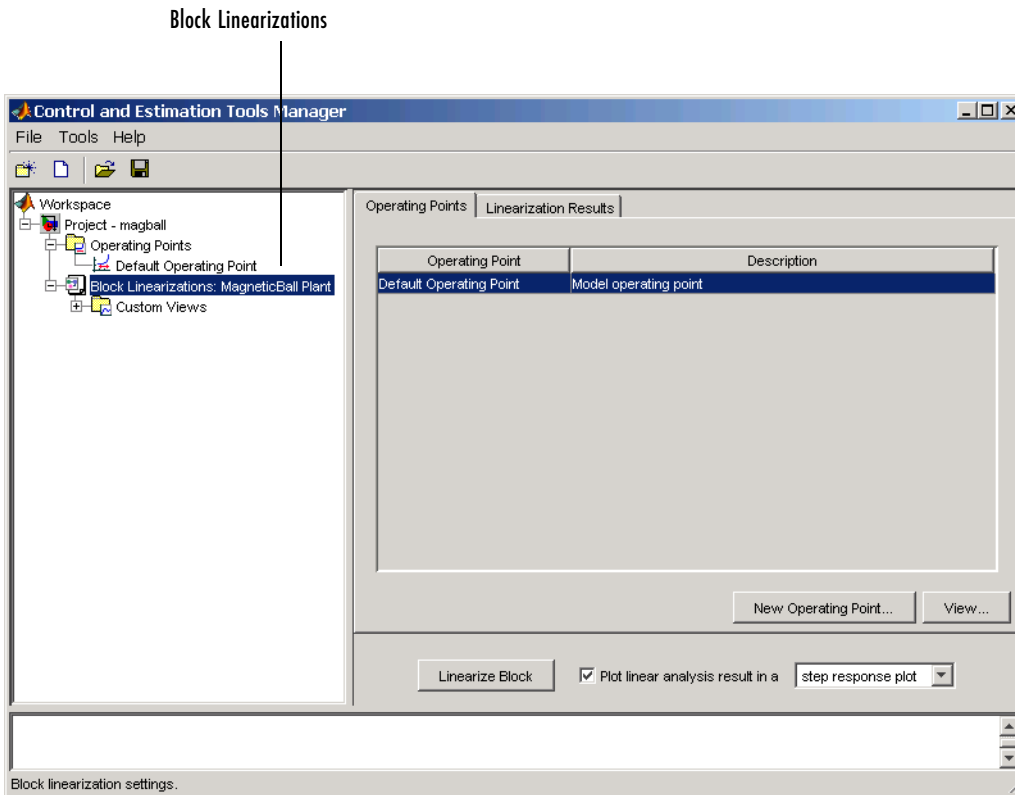 Block Linearizations
Control and Estimation Tools Manager
File Tools Help
Workspace
Project - magball
Operating Points
Default Operating Point
Block Linearizations: MagneticBall Plant
Custom Views
Operating Points Linearization Results
Operating Point Description
Default Operating Point Model operating point
New Operating Point... View...
Linearize Block Plot linear analysis result in a step response plot
Block linearization settings.